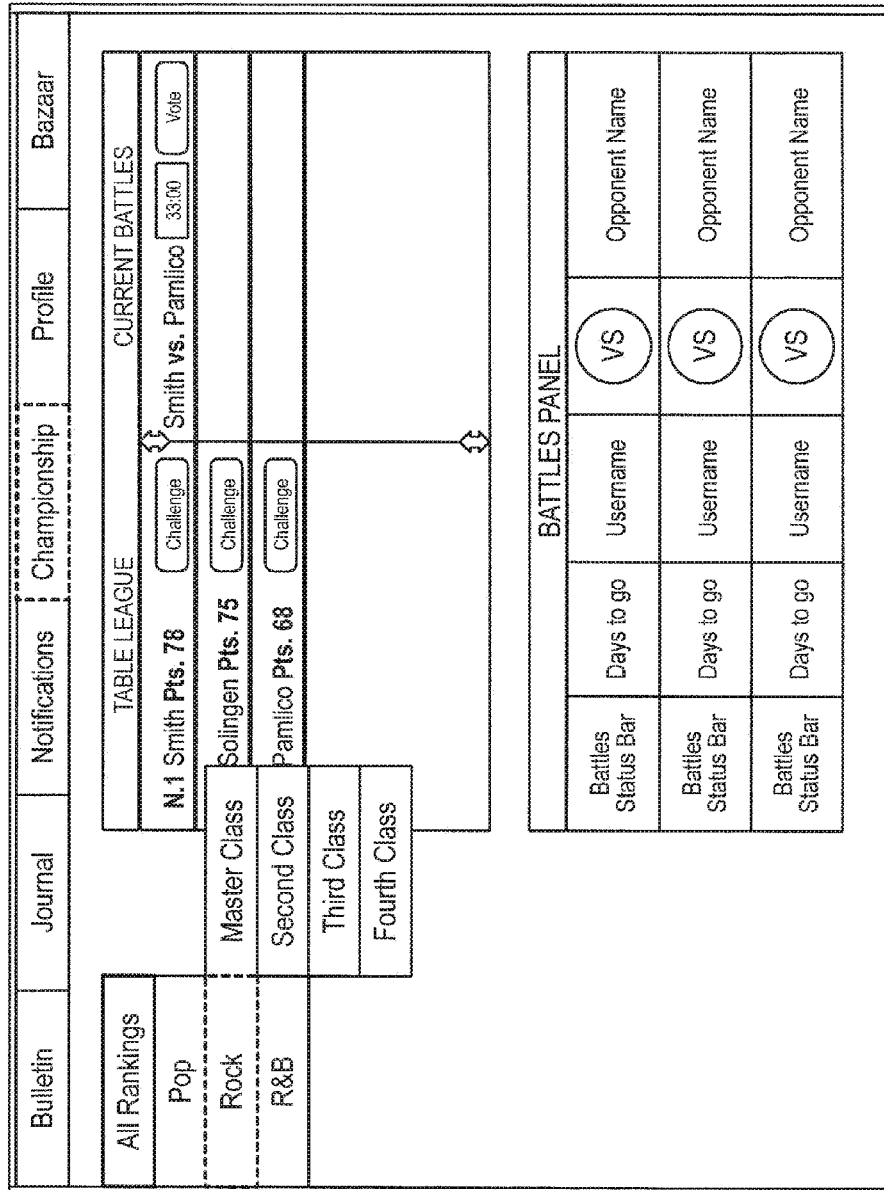 Bulletin Journal Notifications Championship Profile Bazaar
All Rankings
Pop
Rock
R&B
Master Class
Second Class
Third Class
Fourth Class
TABLE LEAGUE CURRENT BATTLES
N.1 Smith Pts. 78 Challenge Smith vs. Pamlico 33:00 Vote
Solingen Pts. 75 Challenge
Pamlico Pts. 68 Challenge
BATTLES PANEL
Battles
Status Bar Days to go Username VS Opponent Name
Battles
Status Bar Days to go Username VS Opponent Name
Battles
Status Bar Days to go Username VS Opponent Name